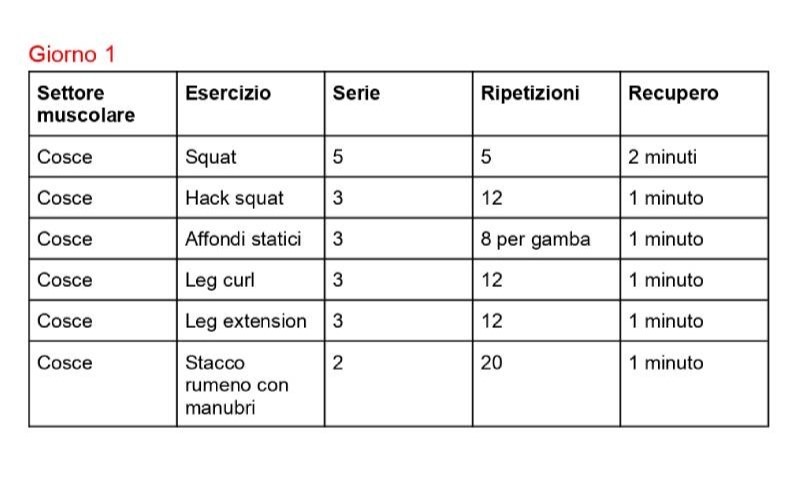 Giorno 1
Settore muscolare Esercizio Serie Ripetizioni Recupero
Cosce Squat 5 5 2 minuti
Cosce Hack squat 3 12 1 minuto
Cosce Affondi statici 3 8 per gamba 1 minuto
Cosce Leg curl 3 12 1 minuto
Cosce Leg extension 3 12 1 minuto
Cosce Stacco rumeno con manubri 2 20 1 minuto